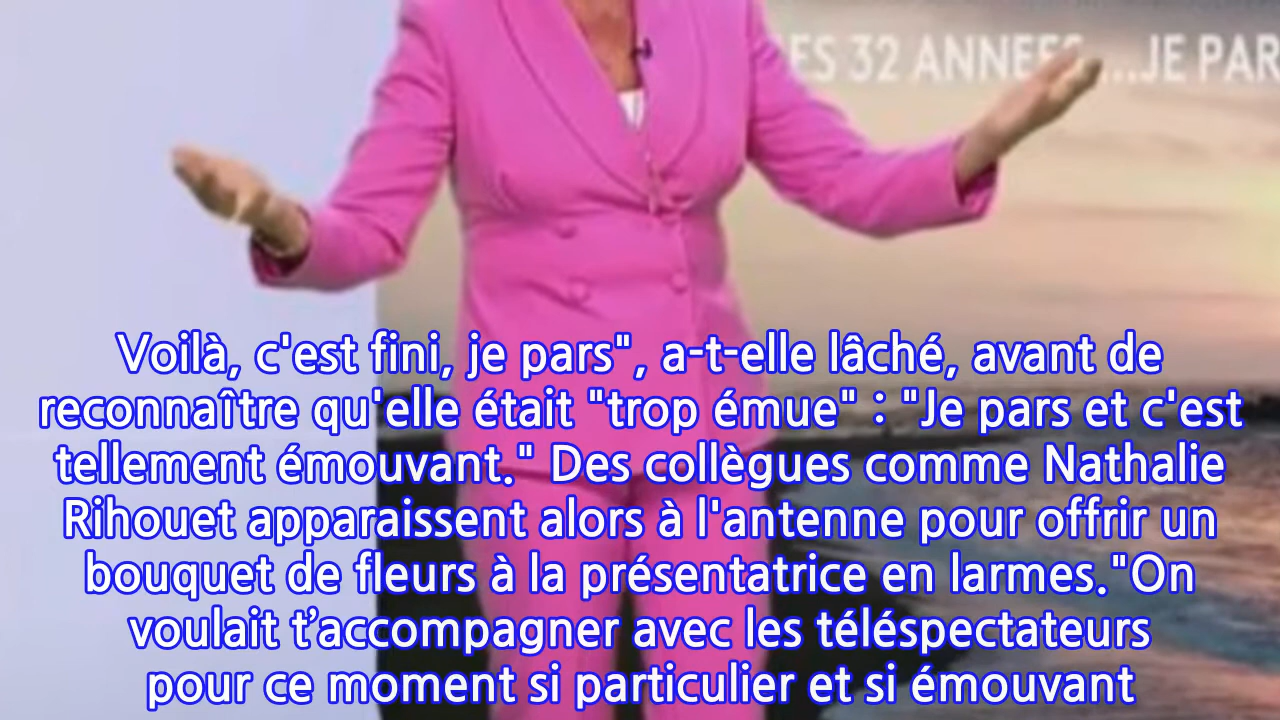 ES 32 ANNEES ...JE PAR
Voilà, c'est fini, je pars", a-t-elle lâché, avant de
reconnaître qu'elle était "trop émue" : "Je pars et c'est
tellement émouvant." Des collègues comme Nathalie
Rihouet apparaissent alors à l'antenne pour offrir un
bouquet de fleurs à la présentatrice en larmes."On
voulait t’accompagner avec les téléspectateurs
pour ce moment si particulier et si émouvant